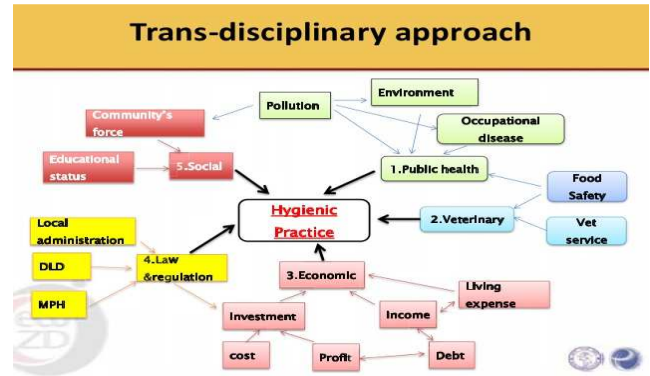 Trans-disciplinary approach
Pollution
Environment
Community's
force
Occupational
disease
Educational
status
5.Social
1.Public health
Food
Safety
Hygienic
Practice
2.Veterinary
Vet
service
Local
administration
DLD
4.Law
&regulation
MPH
3.Economic
Living
expense
Investment
Income
cost
Profit
Debt
ZD